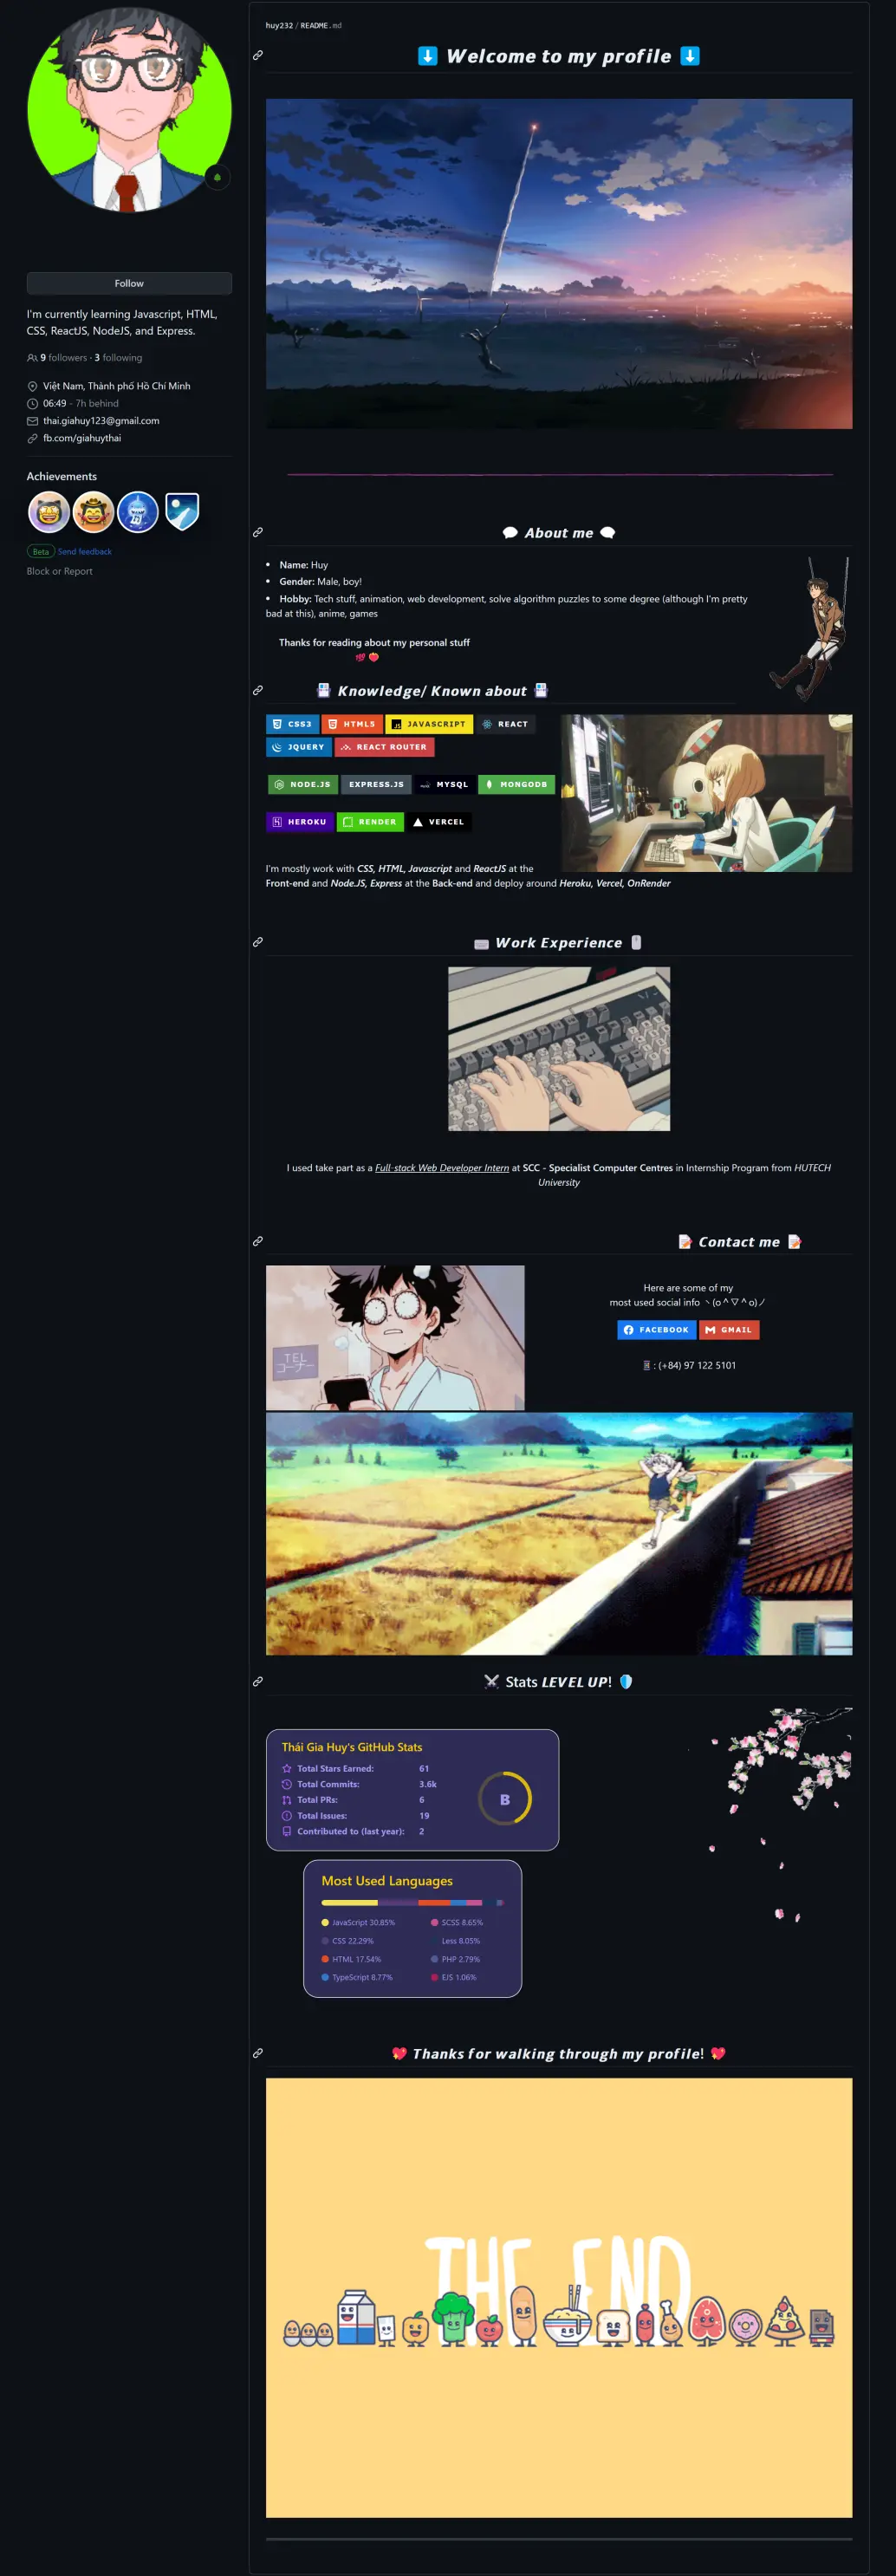 Follow
I'm currently learning Javascript, HTML,
CSS, ReactJS, NodeJS, and Express.
9 followers · 3 following
Việt Nam, Thành phố Hồ Chí Minh
06:49 - 7h behind
thai.giahuy123@gmail.com
fb.com/giahuythai
Achievements
Beta Send feedback
Block or Report
huy232 / README.md
⬇️ Welcome to my profile ⬇️
💬 About me 🗨️
• Name: Huy
• Gender: Male, boy!
• Hobby: Tech stuff, animation, web development, solve algorithm puzzles to some degree (although I'm pretty
bad at this), anime, games
Thanks for reading about my personal stuff
💯 ❤️‍🔥
Knowledge/ Known about
CSS3 HTML5 JAVASCRIPT REACT
JQUERY REACT ROUTER
NODE.JS EXPRESS.JS MYSQL MONGODB
HEROKU RENDER VERCEL
I'm mostly work with CSS, HTML, Javascript and ReactJS at the
Front-end and Node.JS, Express at the Back-end and deploy around Heroku, Vercel, OnRender
⌨️ Work Experience 🖱️
I used take part as a Full-stack Web Developer Intern at SCC - Specialist Computer Centres in Internship Program from HUTECH
University
📝 Contact me 📝
TEL
コーナー
Here are some of my
most used social info ヽ(o＾▽＾o)ノ
FACEBOOK GMAIL
📱 : (+84) 97 122 5101
⚔️ Stats LEVEL UP! 🛡️
Thái Gia Huy's GitHub Stats
Total Stars Earned: 61
Total Commits: 3.6k
Total PRs: 6
Total Issues: 19
Contributed to (last year): 2
B
Most Used Languages
JavaScript 30.85% SCSS 8.65%
CSS 22.29% Less 8.05%
HTML 17.54% PHP 2.79%
TypeScript 8.77% EJS 1.06%
💖 Thanks for walking through my profile! 💖
THE END